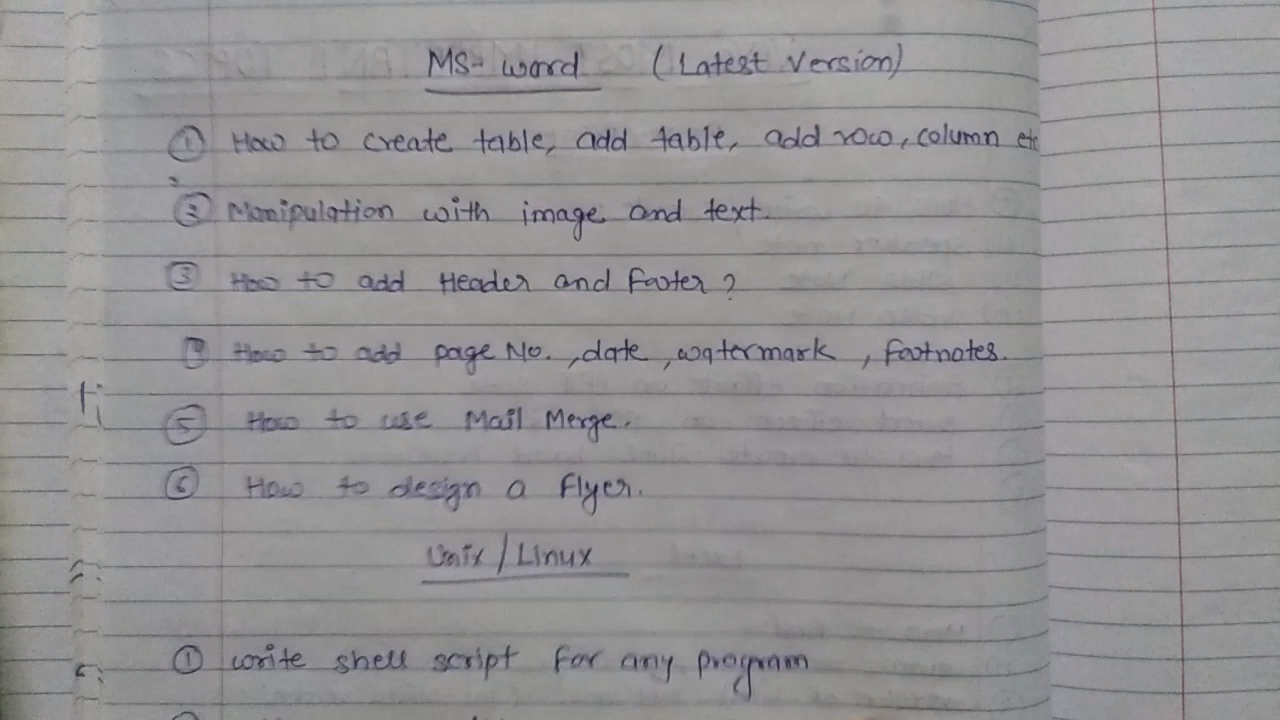 MS-Word (Latest Version)
① How to create table, add table, add row, column etc
② Manipulation with image and text.
③ How to add Header and Footer ?
④ How to add page No. , date , watermark , Footnotes.
⑤ How to use Mail Merge.
⑥ How to design a Flyer.
Unix / Linux
① write shell script for any program